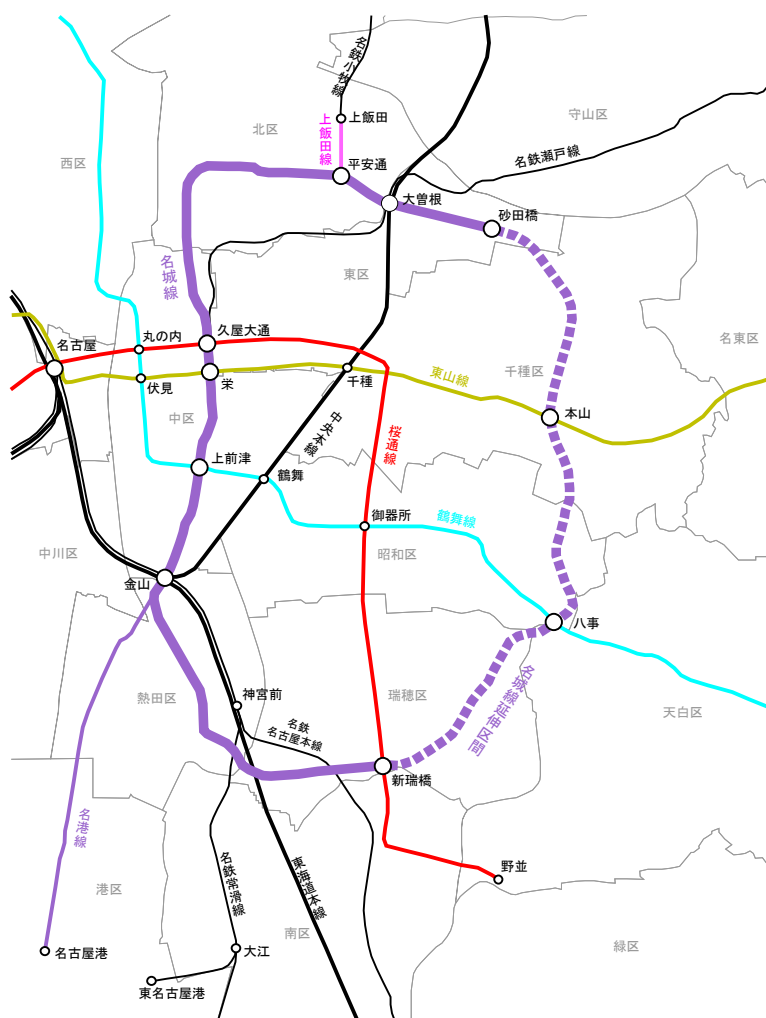 名鉄小牧線
守山区
上飯田
上飯田線
北区
名鉄瀬戸線
西区
平安通
大曽根
砂田橋
名城線
東区
久屋大通
丸の内
名古屋
名東区
千種区
伏見
栄
千種
東山線
中区
中央本線
桜通線
本山
上前津
鶴舞
御器所
鶴舞線
中川区
昭和区
金山
八事
熱田区
神宮前
瑞穂区
名城線延伸区間
天白区
名鉄
名古屋本線
新瑞橋
名港線
野並
港区
名鉄常滑線
東海道本線
南区
緑区
名古屋港
大江
東名古屋港